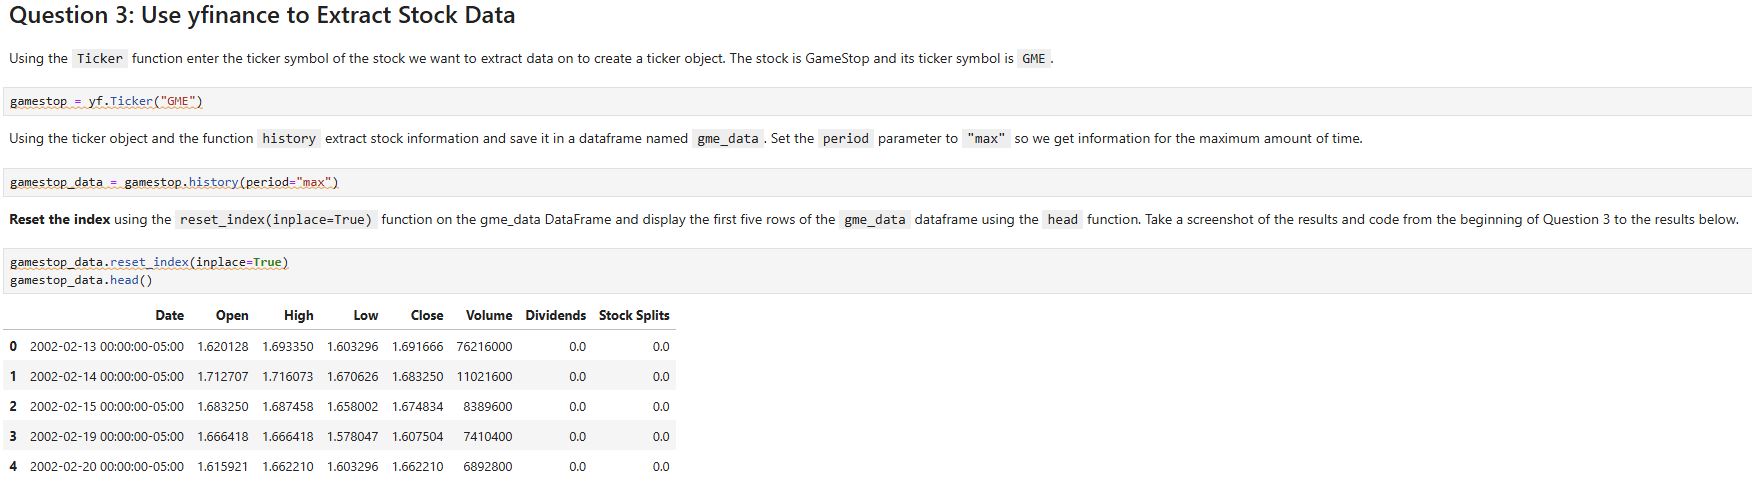 Question 3: Use yfinance to Extract Stock Data
Using the Ticker function enter the ticker symbol of the stock we want to extract data on to create a ticker object. The stock is GameStop and its ticker symbol is GME .
gamestop = yf.Ticker("GME")
Using the ticker object and the function history extract stock information and save it in a dataframe named gme_data . Set the period parameter to "max" so we get information for the maximum amount of time.
gamestop_data = gamestop.history(period="max")
Reset the index using the reset_index(inplace=True) function on the gme_data DataFrame and display the first five rows of the gme_data dataframe using the head function. Take a screenshot of the results and code from the beginning of Question 3 to the results below.
gamestop_data.reset_index(inplace=True)
gamestop_data.head()
Date Open High Low Close Volume Dividends Stock Splits
0 2002-02-13 00:00:00-05:00 1.620128 1.693350 1.603296 1.691666 76216000 0.0 0.0
1 2002-02-14 00:00:00-05:00 1.712707 1.716073 1.670626 1.683250 11021600 0.0 0.0
2 2002-02-15 00:00:00-05:00 1.683250 1.687458 1.658002 1.674834 8389600 0.0 0.0
3 2002-02-19 00:00:00-05:00 1.666418 1.666418 1.578047 1.607504 7410400 0.0 0.0
4 2002-02-20 00:00:00-05:00 1.615921 1.662210 1.603296 1.662210 6892800 0.0 0.0